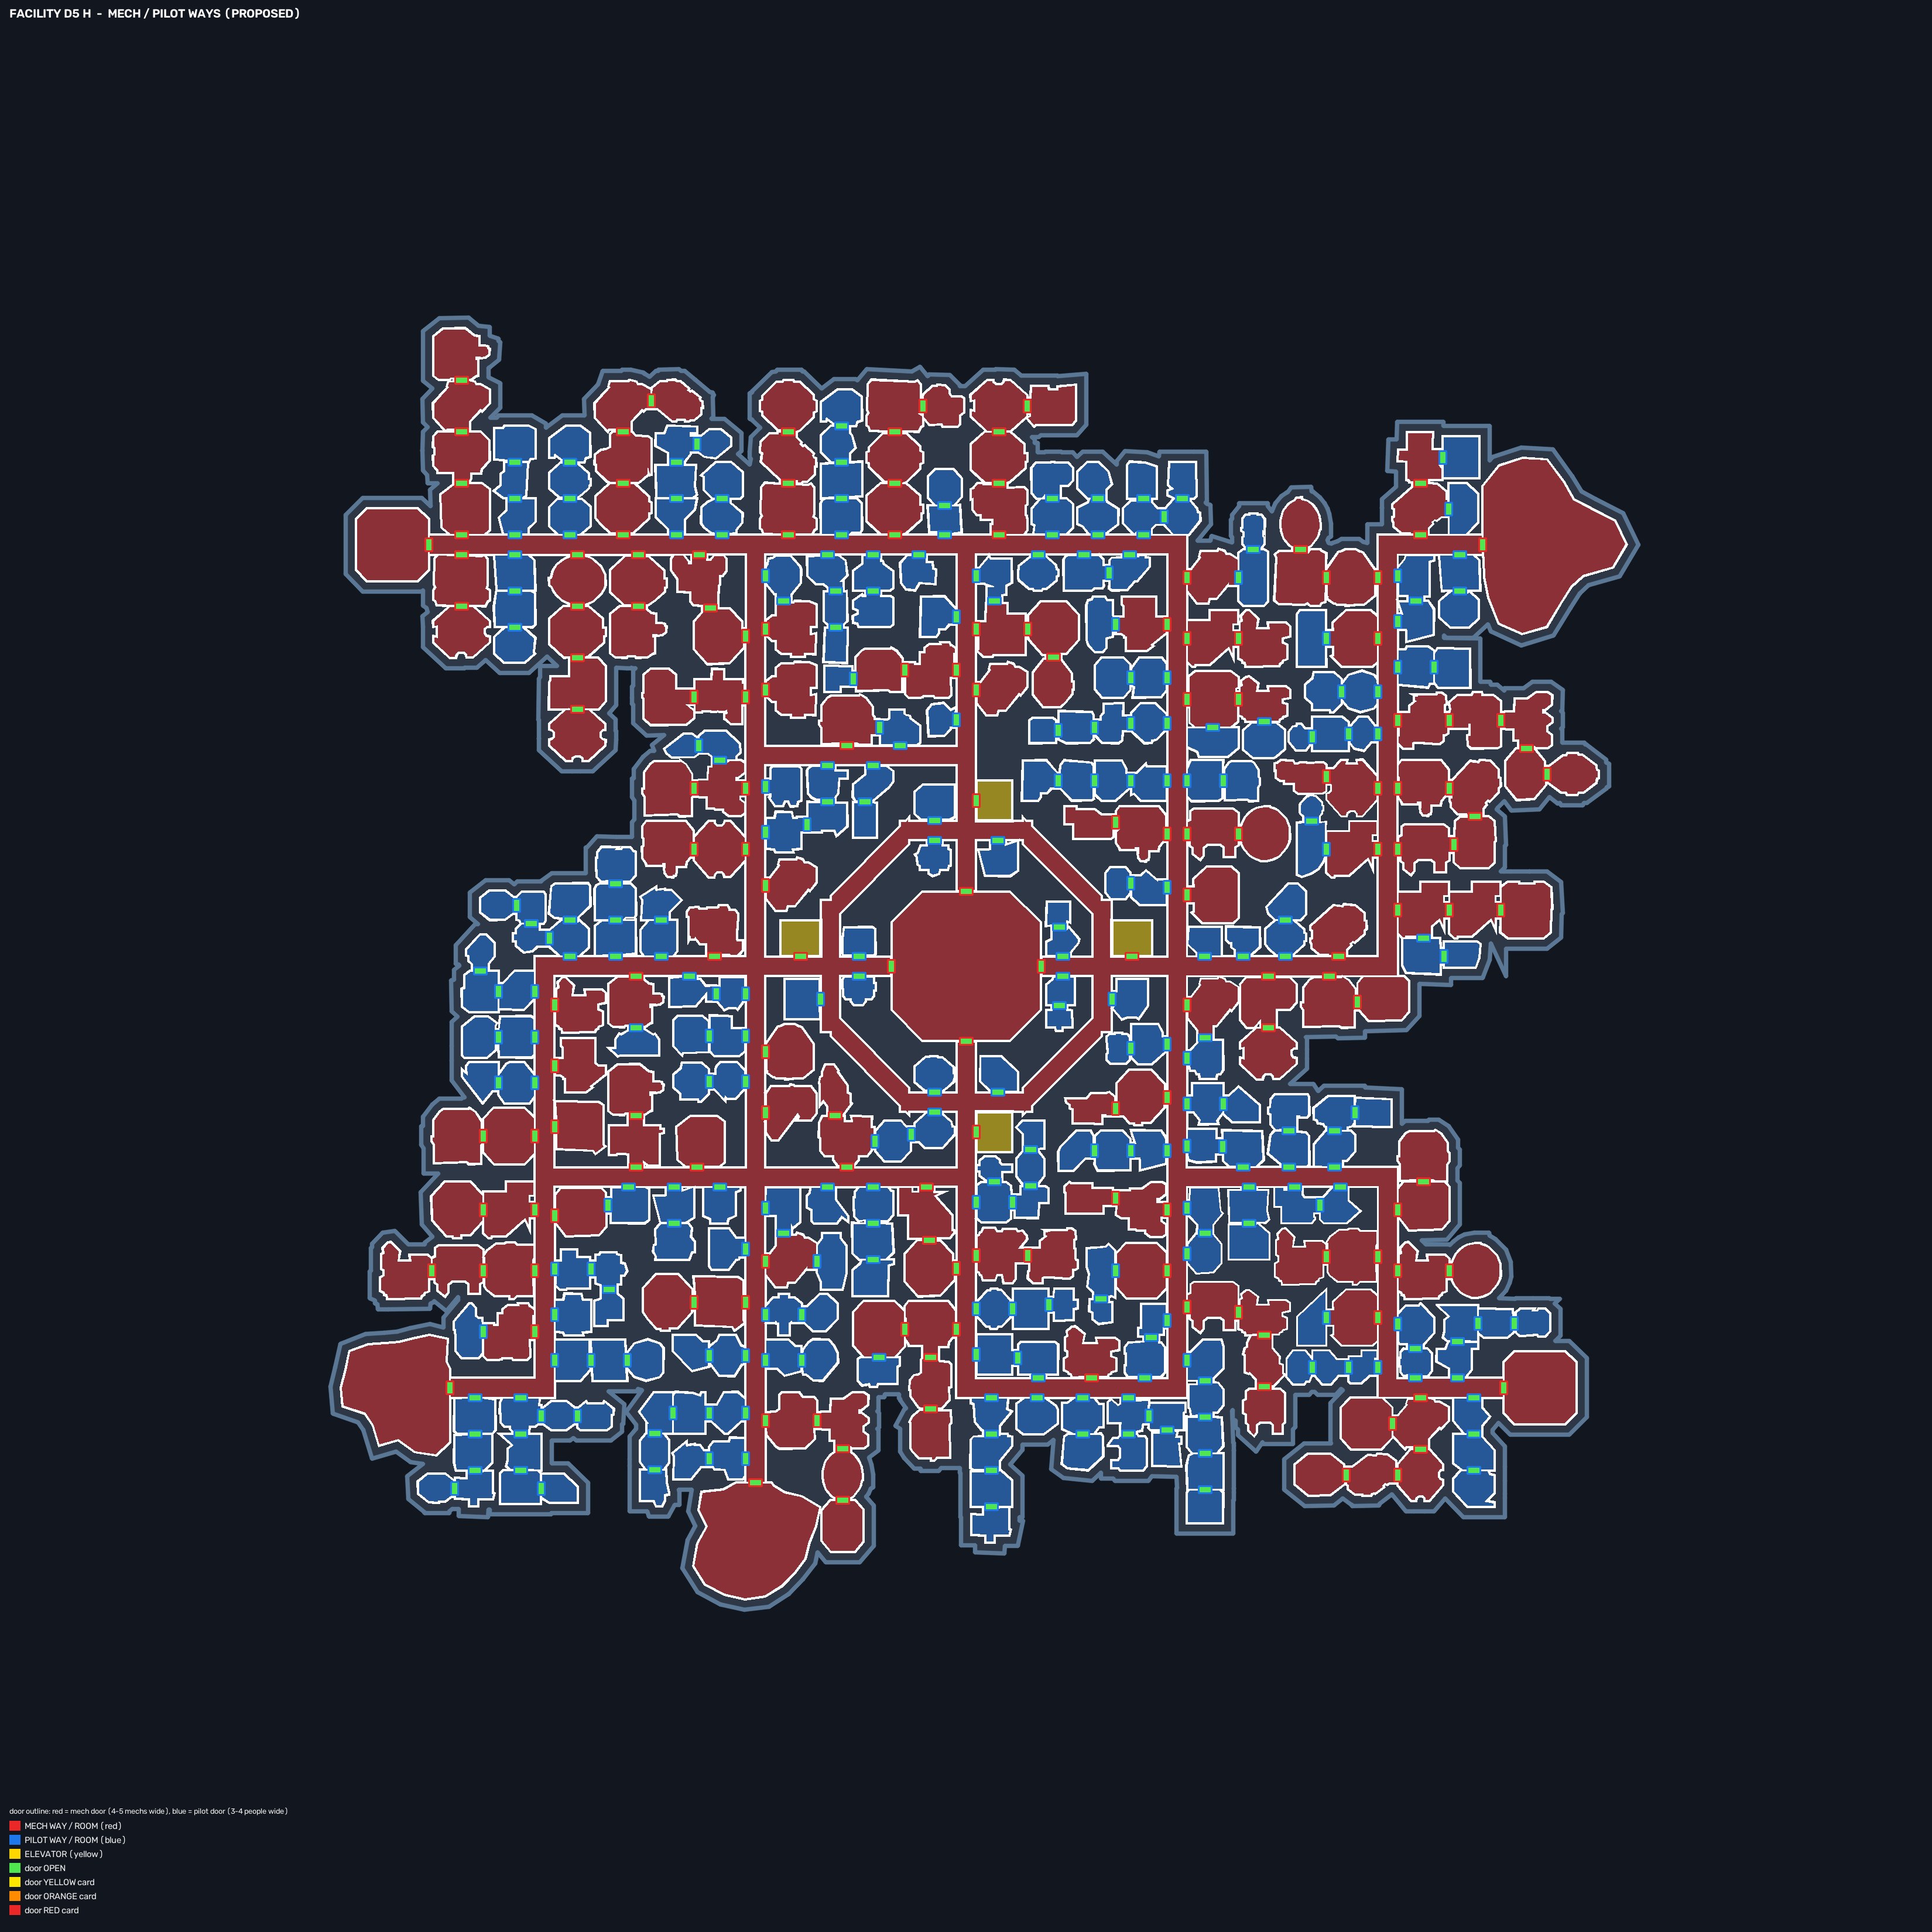 FACILITY D5 H - MECH / PILOT WAYS (PROPOSED)
door outline: red = mech door (4-5 mechs wide), blue = pilot door (3-4 people wide)
MECH WAY / ROOM (red)
PILOT WAY / ROOM (blue)
ELEVATOR (yellow)
door OPEN
door YELLOW card
door ORANGE card
door RED card